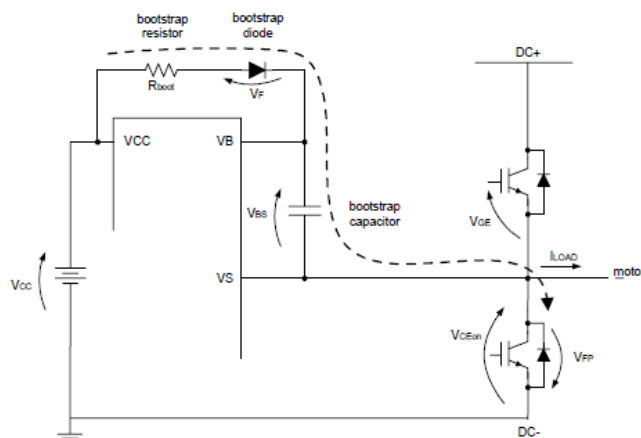 bootstrap
resistor
bootstrap
diode
DC+
Rboot
VF
VCC
VB
VBS
bootstrap
capacitor
VGE
ILOAD
moto
VS
VCC
VCEon
VFP
DC-